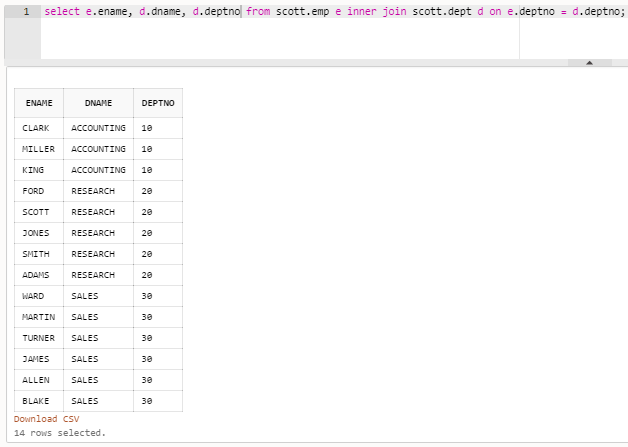 1 select e.ename, d.dname, d.deptno from scott.emp e inner join scott.dept d on e.deptno = d.deptno;
ENAME DNAME DEPTNO
CLARK ACCOUNTING 10
MILLER ACCOUNTING 10
KING ACCOUNTING 10
FORD RESEARCH 20
SCOTT RESEARCH 20
JONES RESEARCH 20
SMITH RESEARCH 20
ADAMS RESEARCH 20
WARD SALES 30
MARTIN SALES 30
TURNER SALES 30
JAMES SALES 30
ALLEN SALES 30
BLAKE SALES 30
Download CSV
14 rows selected.